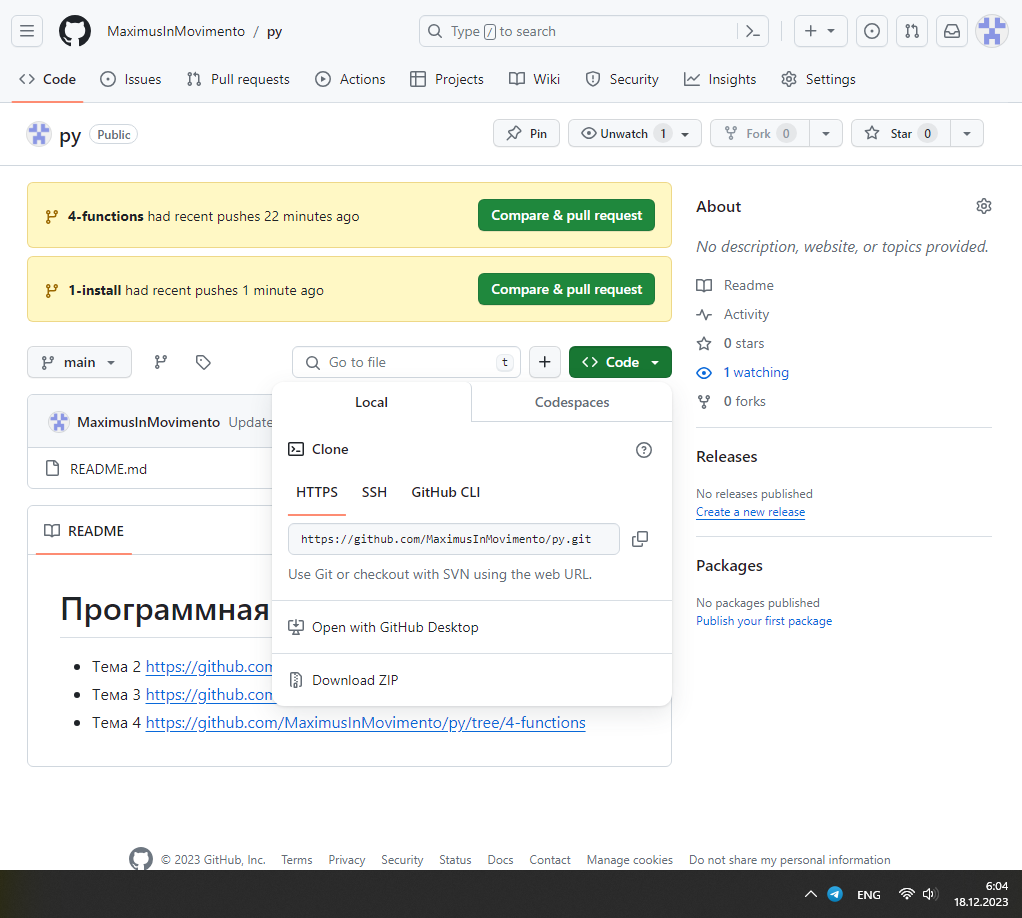 MaximusInMovimento / py
Type / to search
Code
Issues
Pull requests
Actions
Projects
Wiki
Security
Insights
Settings
py Public
Pin
Unwatch 1
Fork 0
Star 0
4-functions had recent pushes 22 minutes ago
Compare & pull request
1-install had recent pushes 1 minute ago
Compare & pull request
main
Go to file t
Code
MaximusInMovimento Update
README.md
README
Программная
Тема 2 https://github.com
Тема 3 https://github.com
Тема 4 https://github.com/MaximusInMovimento/py/tree/4-functions
Local
Codespaces
Clone
HTTPS
SSH
GitHub CLI
https://github.com/MaximusInMovimento/py.git
Use Git or checkout with SVN using the web URL.
Open with GitHub Desktop
Download ZIP
About
No description, website, or topics provided.
Readme
Activity
0 stars
1 watching
0 forks
Releases
No releases published
Create a new release
Packages
No packages published
Publish your first package
© 2023 GitHub, Inc.
Terms
Privacy
Security
Status
Docs
Contact
Manage cookies
Do not share my personal information
ENG
6:04
18.12.2023